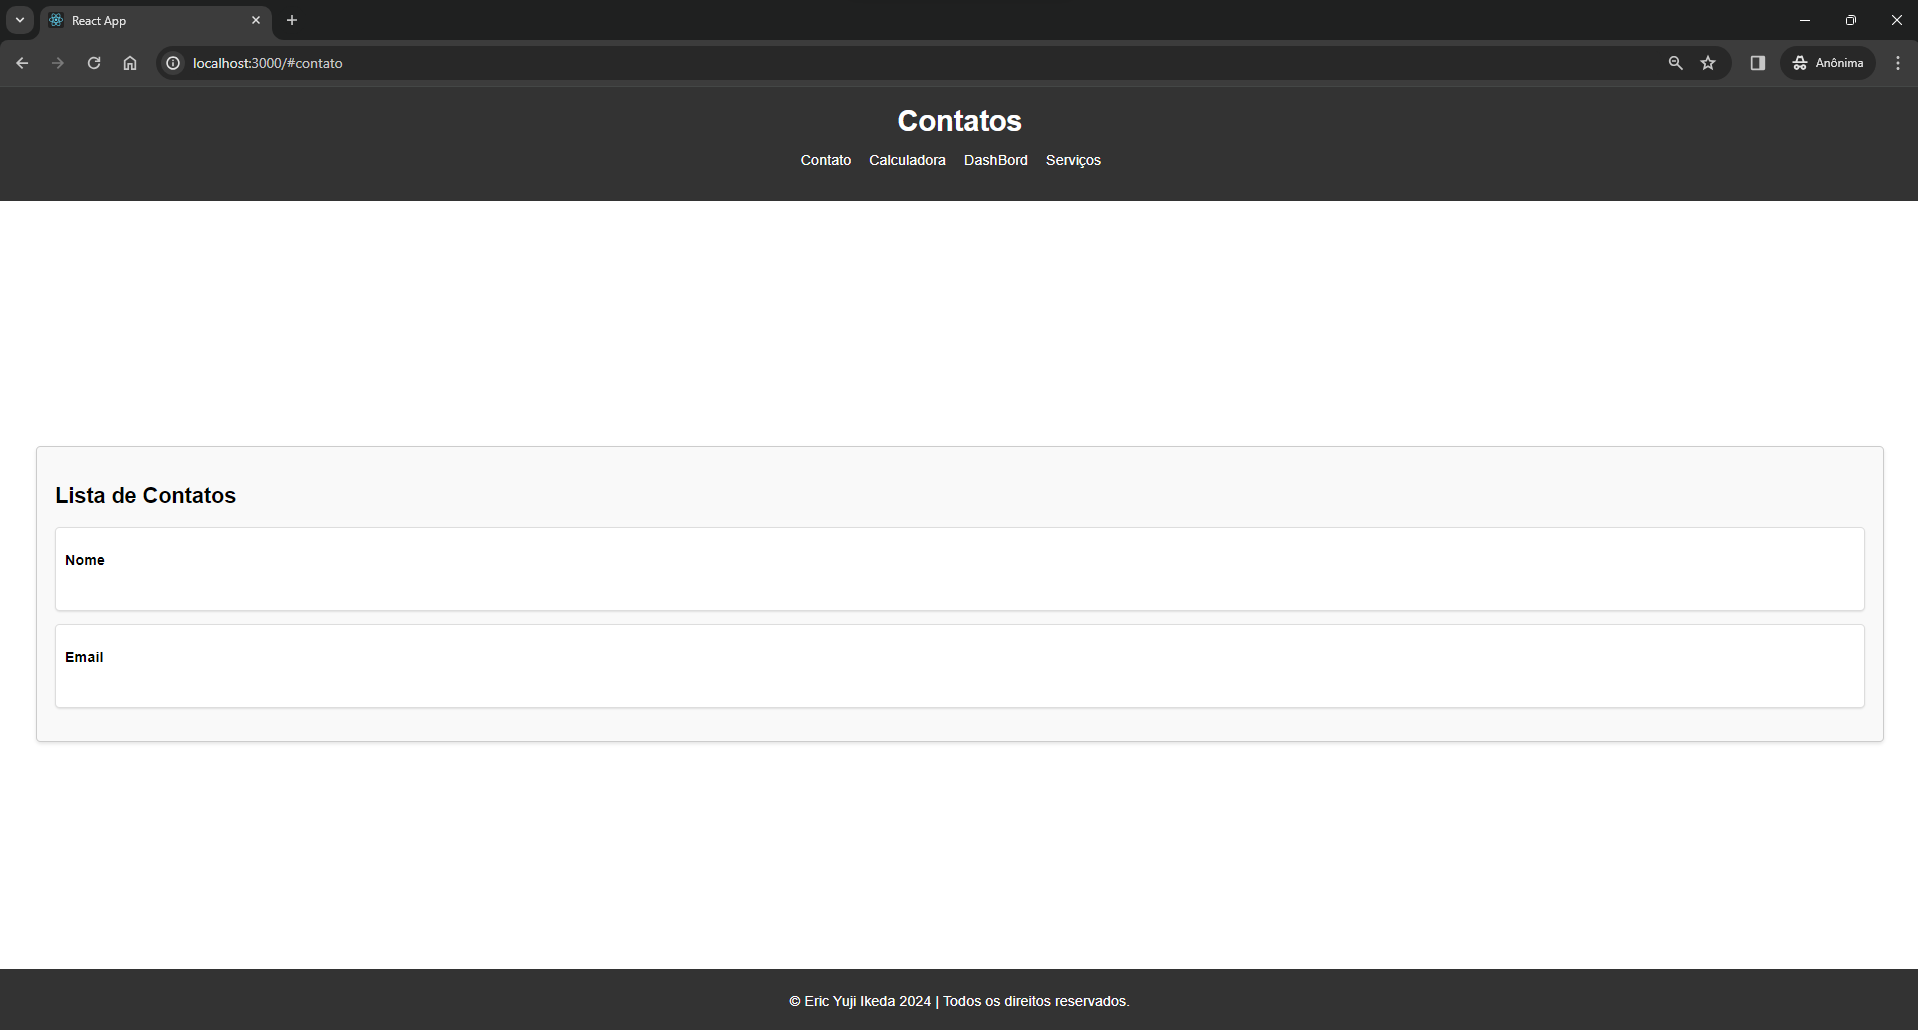 React App
localhost:3000/#contato
Anônima
Contatos
Contato Calculadora DashBord Serviços
Lista de Contatos
Nome
Email
© Eric Yuji Ikeda 2024 | Todos os direitos reservados.